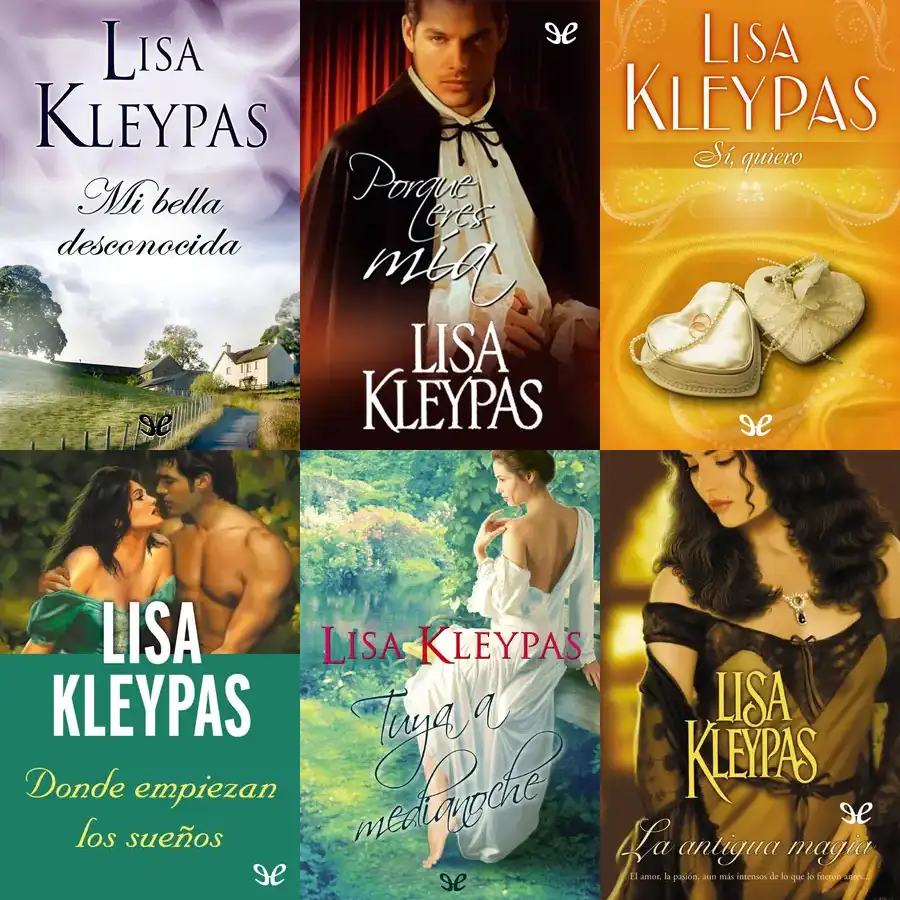 LISA
KLEYPAS
Mi bella
desconocida
Porque
eres
mía
LISA
KLEYPAS
LISA
KLEYPAS
Sí, quiero
LISA
KLEYPAS
Donde empiezan
los sueños
LISA KLEYPAS
Tuya a
medianoche
LISA
KLEYPAS
La antigua magia
El amor, la pasión, aun más intensos de lo que lo fueron antes...